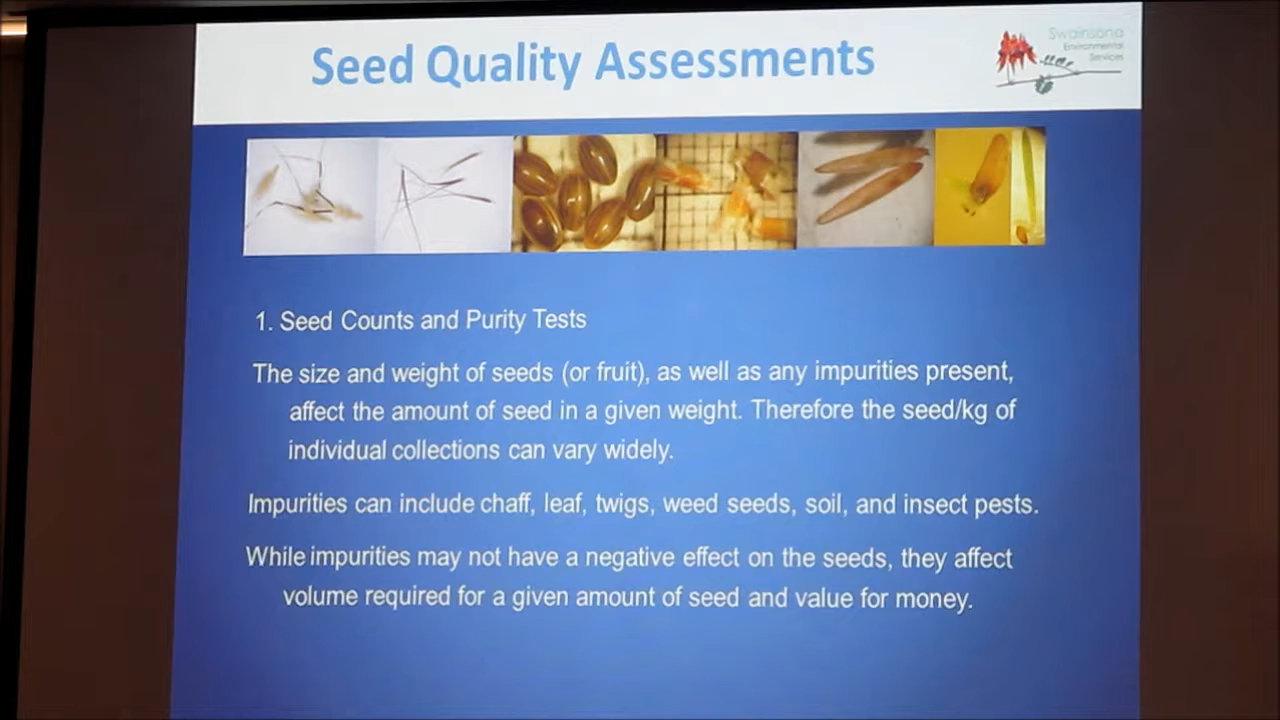 Seed Quality Assessments
Swainsona
Environmental
Services
1. Seed Counts and Purity Tests
The size and weight of seeds (or fruit), as well as any impurities present,
affect the amount of seed in a given weight. Therefore the seed/kg of
individual collections can vary widely.
Impurities can include chaff, leaf, twigs, weed seeds, soil, and insect pests.
While impurities may not have a negative effect on the seeds, they affect
volume required for a given amount of seed and value for money.